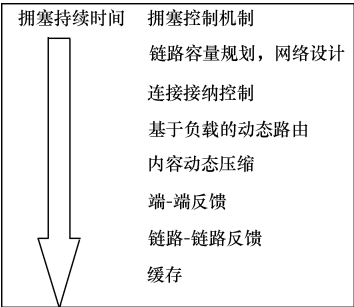 拥塞持续时间 拥塞控制机制
链路容量规划，网络设计
连接接纳控制
基于负载的动态路由
内容动态压缩
端-端反馈
链路-链路反馈
缓存